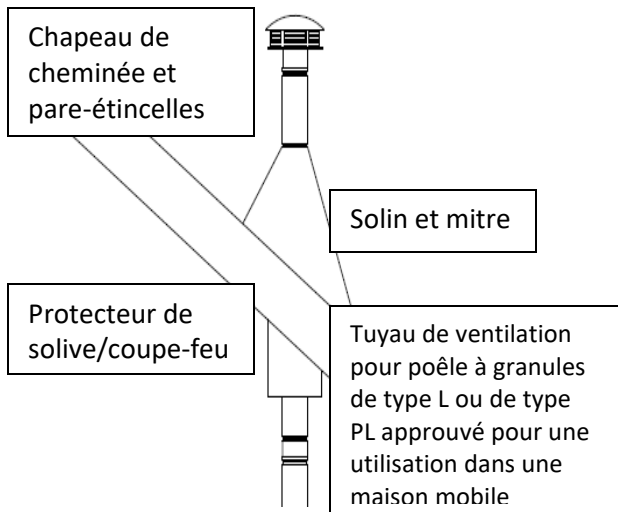 Chapeau de
cheminée et
pare-étincelles
Solin et mitre
Protecteur de
solive/coupe-feu
Tuyau de ventilation
pour poêle à granules
de type L ou de type
PL approuvé pour une
utilisation dans une
maison mobile